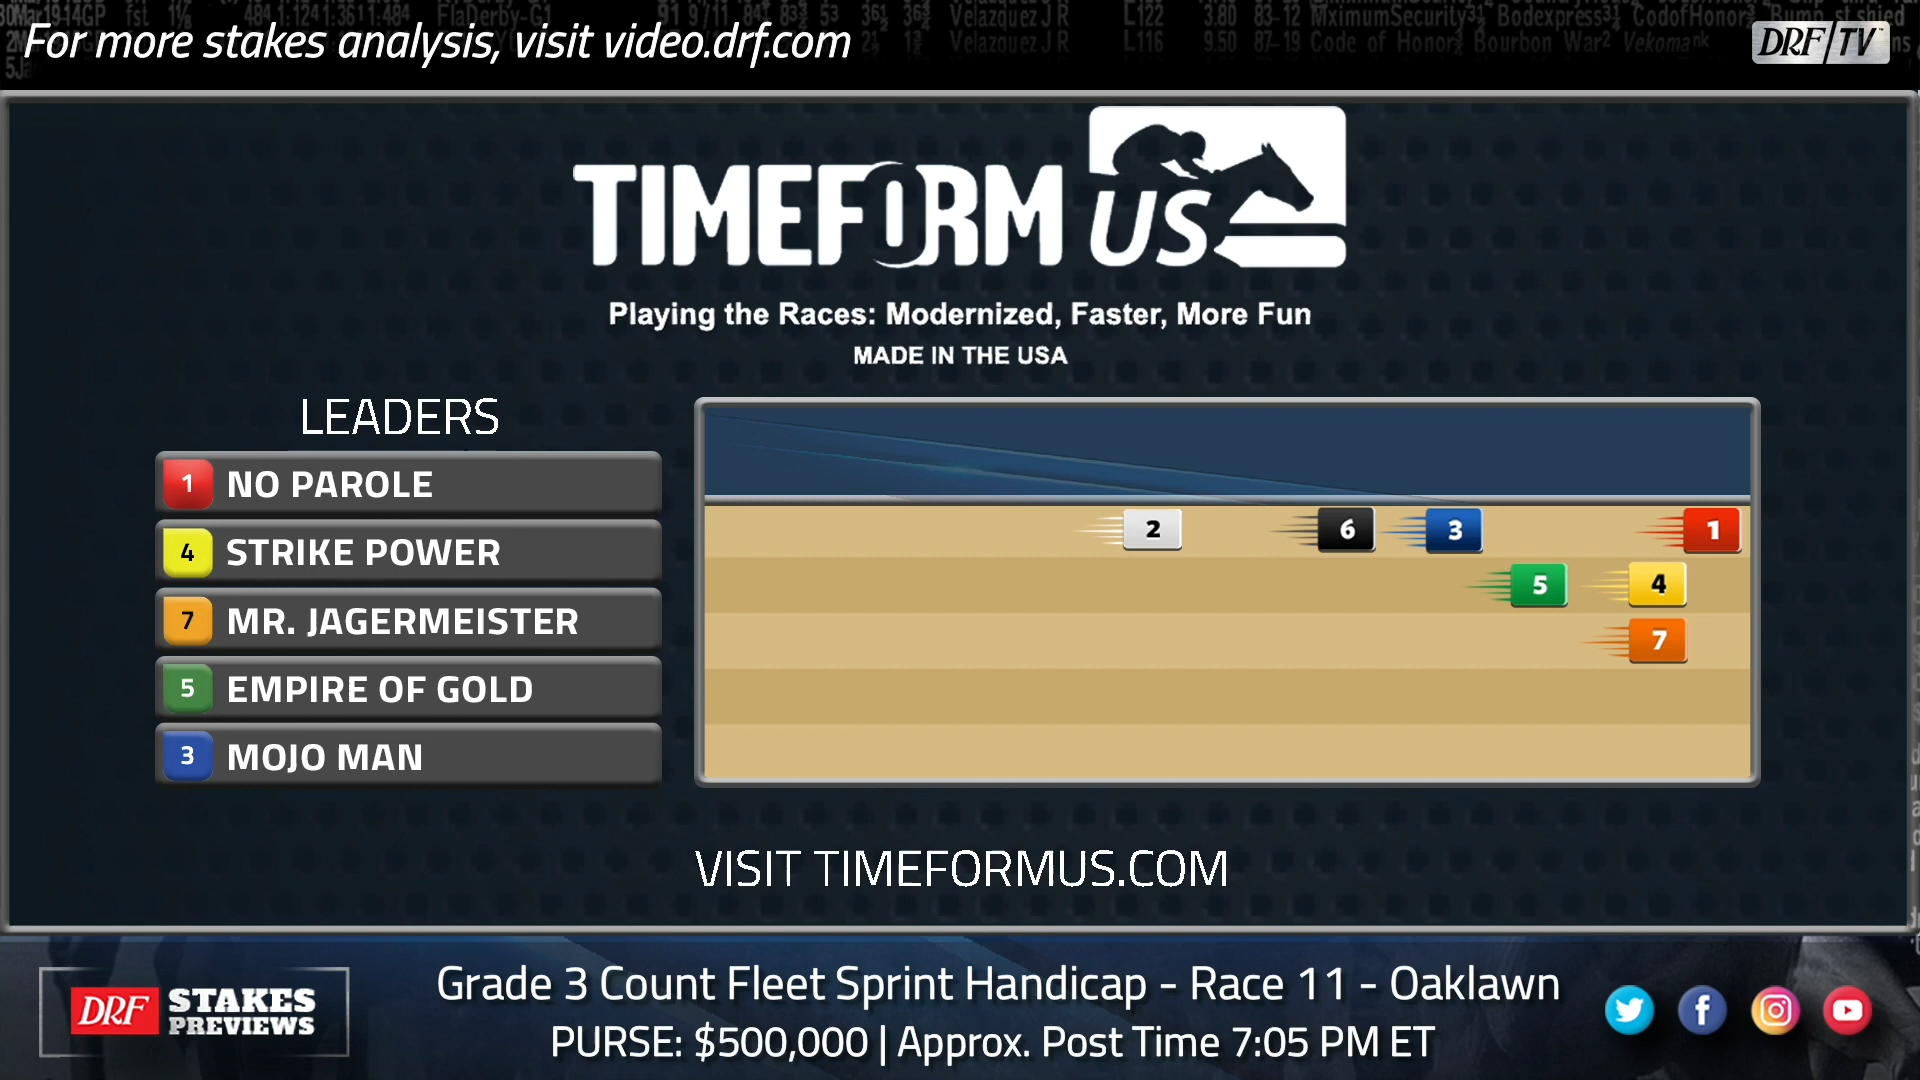 For more stakes analysis, visit video.drf.com
DRF/TV
TIMEFORM US
Playing the Races: Modernized, Faster, More Fun
MADE IN THE USA
LEADERS
1 NO PAROLE
4 STRIKE POWER
7 MR. JAGERMEISTER
5 EMPIRE OF GOLD
3 MOJO MAN
2 6 3 1
5 4
7
VISIT TIMEFORMUS.COM
DRF STAKES PREVIEWS
Grade 3 Count Fleet Sprint Handicap - Race 11 - Oaklawn
PURSE: $500,000 | Approx. Post Time 7:05 PM ET